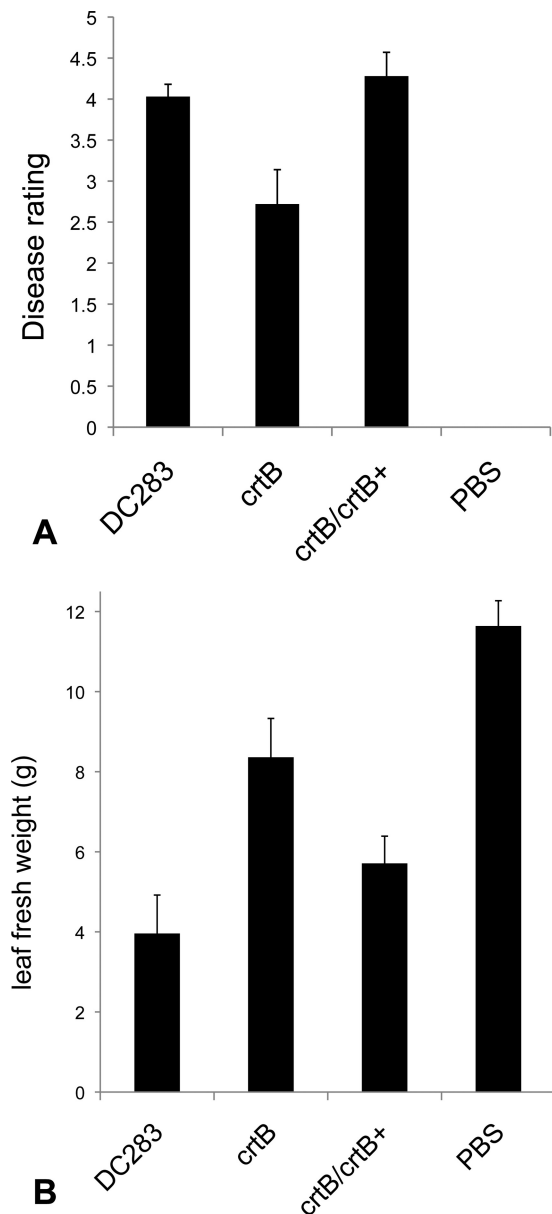 5
4.5
4
3.5
3
2.5
2
1.5
1
0.5
0
Disease rating
DC283
crtB
crtB/crtB+
PBS
A
12
10
8
6
4
2
0
leaf fresh weight (g)
DC283
crtB
crtB/crtB+
PBS
B